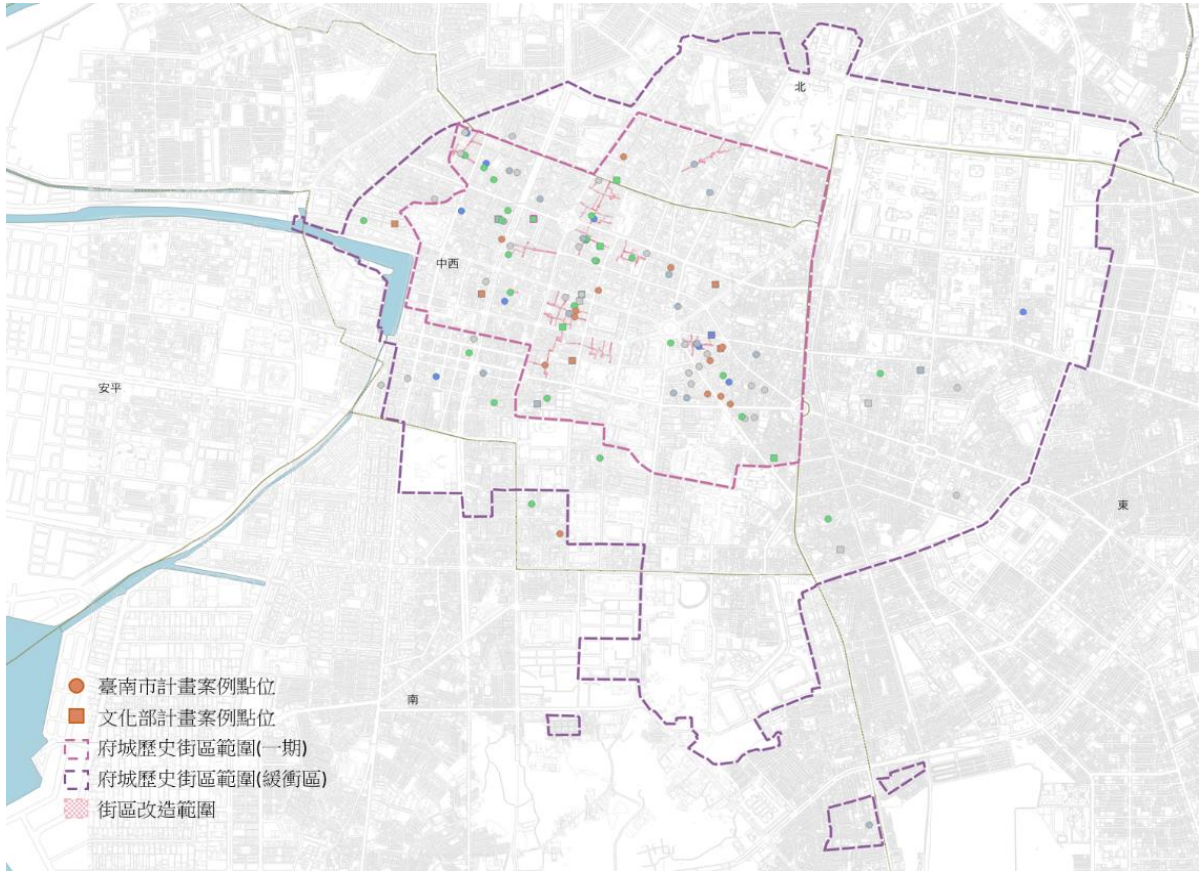 北
中西
安平
東
南
臺南市計畫案例點位
文化部計畫案例點位
府城歷史街區範圍(一期)
府城歷史街區範圍(緩衝區)
街區改造範圍